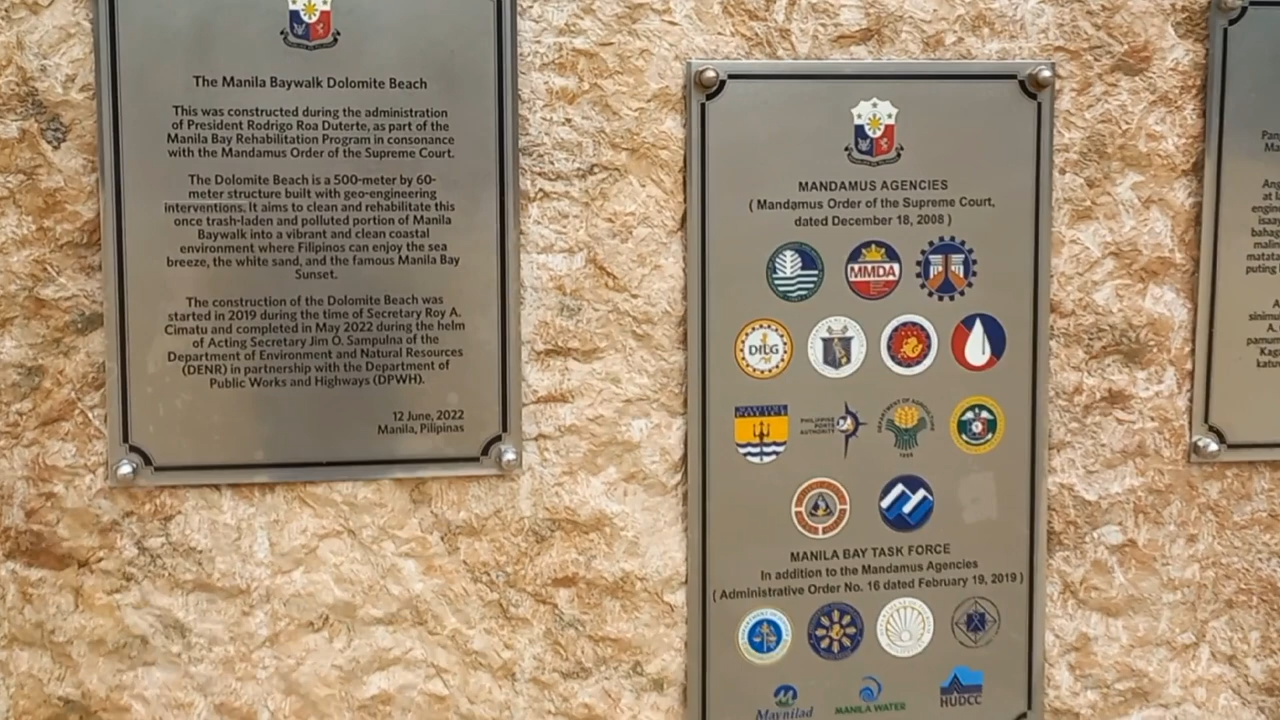 The Manila Baywalk Dolomite Beach
This was constructed during the administration
of President Rodrigo Roa Duterte, as part of the
Manila Bay Rehabilitation Program in consonance
with the Mandamus Order of the Supreme Court.
The Dolomite Beach is a 500-meter by 60-
meter structure built with geo-engineering
interventions. It aims to clean and rehabilitate this
once trash-laden and polluted portion of Manila
Baywalk into a vibrant and clean coastal
environment where Filipinos can enjoy the sea
breeze, the white sand, and the famous Manila Bay
Sunset.
The construction of the Dolomite Beach was
started in 2019 during the time of Secretary Roy A.
Cimatu and completed in May 2022 during the helm
of Acting Secretary Jim O. Sampulna of the
Department of Environment and Natural Resources
(DENR) in partnership with the Department of
Public Works and Highways (DPWH).
12 June, 2022
Manila, Pilipinas
MANDAMUS AGENCIES
( Mandamus Order of the Supreme Court,
dated December 18, 2008 )
MMDA
DILG
PHILIPPINE
PORTS
AUTHORITY
DEPARTMENT OF AGRICULTURE
1898
MANILA BAY TASK FORCE
In addition to the Mandamus Agencies
( Administrative Order No. 16 dated February 19, 2019 )
Maynilad
MANILA WATER
HUDCC
at
A.